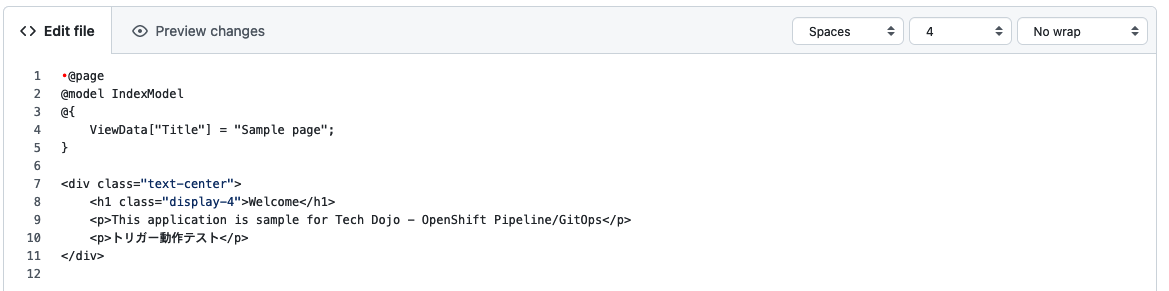 Edit file
Preview changes
Spaces
4
No wrap
1 •@page
2 @model IndexModel
3 @{
4     ViewData["Title"] = "Sample page";
5 }
6
7 <div class="text-center">
8     <h1 class="display-4">Welcome</h1>
9     <p>This application is sample for Tech Dojo - OpenShift Pipeline/GitOps</p>
10     <p>トリガー動作テスト</p>
11 </div>
12